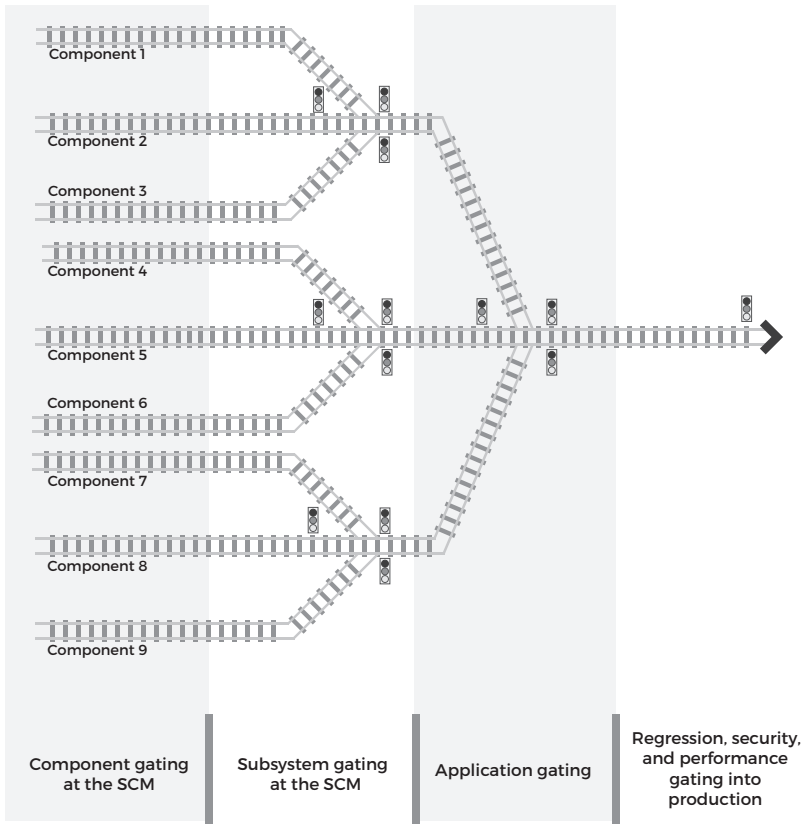 Component 1
Component 2
Component 3
Component 4
Component 5
Component 6
Component 7
Component 8
Component 9
Component gating
at the SCM
Subsystem gating
at the SCM
Application gating
Regression, security,
and performance
gating into
production